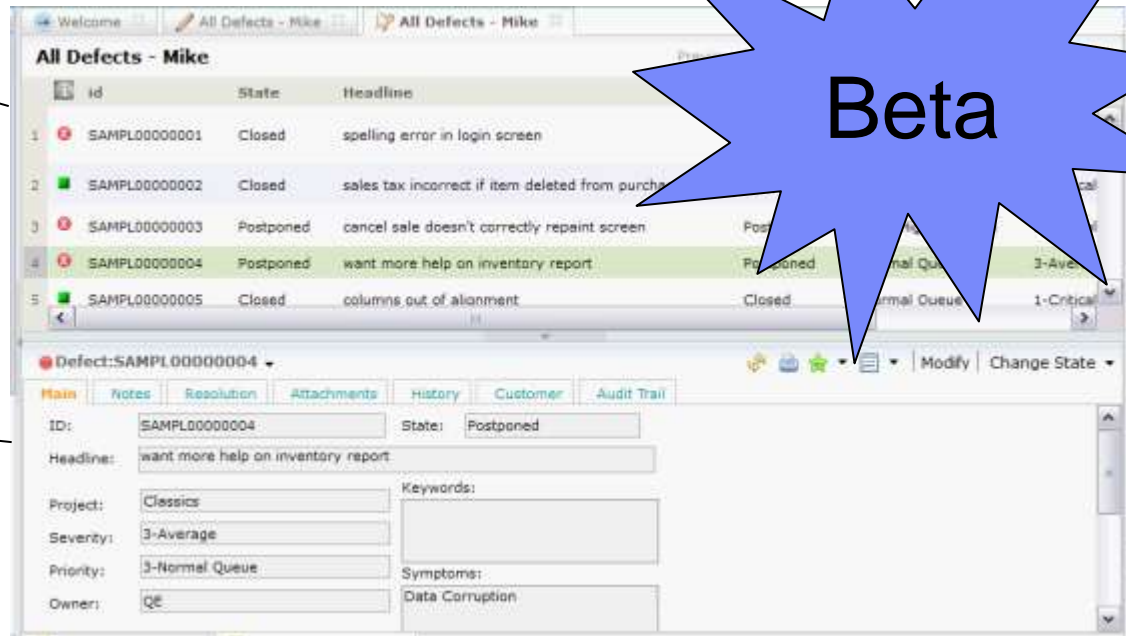 Welcome All Defects - Mike All Defects - Mike
All Defects - Mike
Beta
id State Headline
1 SAMPL00000001 Closed spelling error in login screen
2 SAMPL00000002 Closed sales tax incorrect if item deleted from purcha
3 SAMPL00000003 Postponed cancel sale doesn't correctly repaint screen
4 SAMPL00000004 Postponed want more help on inventory report 3-Aver
5 SAMPL00000005 Closed columns out of alignment Closed rmal Queue 1-Critical
Defect:SAMPL00000004 Modify Change State
Main Notes Resolution Attachments History Customer Audit Trail
ID: SAMPL00000004 State: Postponed
Headline: want more help on inventory report
Keywords:
Project: Classics
Severity: 3-Average
Priority: 3-Normal Queue
Symptoms:
Owner: QE Data Corruption